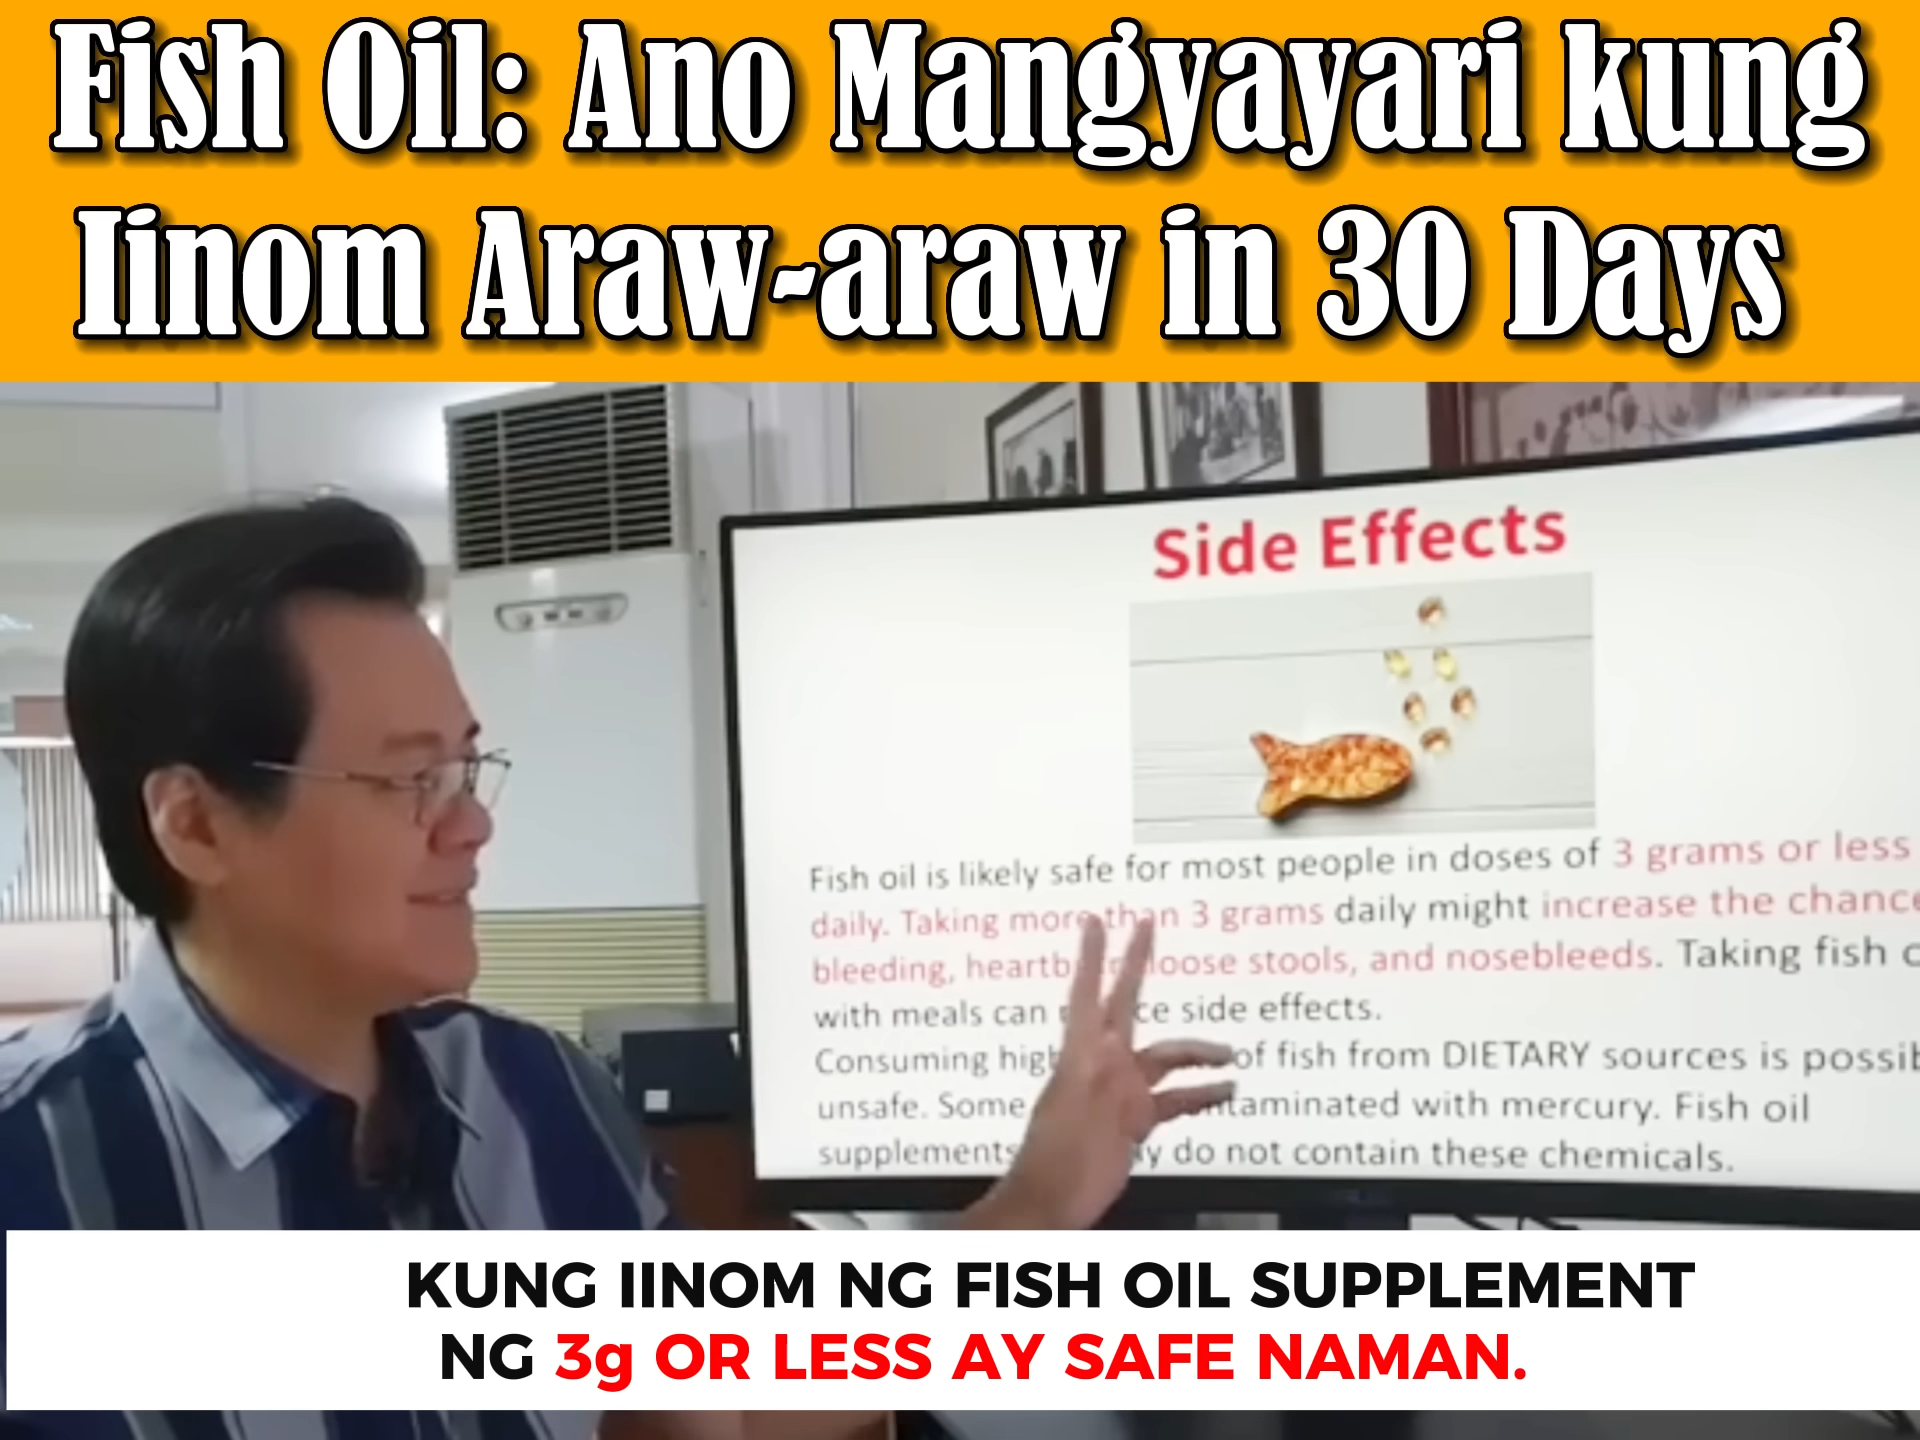 Fish Oil: Ano Mangyayari kung
Iinom Araw-araw in 30 Days
Side Effects
Fish oil is likely safe for most people in doses of 3 grams or less
daily. Taking more than 3 grams daily might increase the chance
bleeding, loose stools, and nosebleeds. Taking fish
with meals can side effects.
Consuming of fish from DIETARY sources is
unsafe. Some with mercury. Fish oil
supplements do not contain these chemicals.
KUNG IINOM NG FISH OIL SUPPLEMENT
NG 3g OR LESS AY SAFE NAMAN.